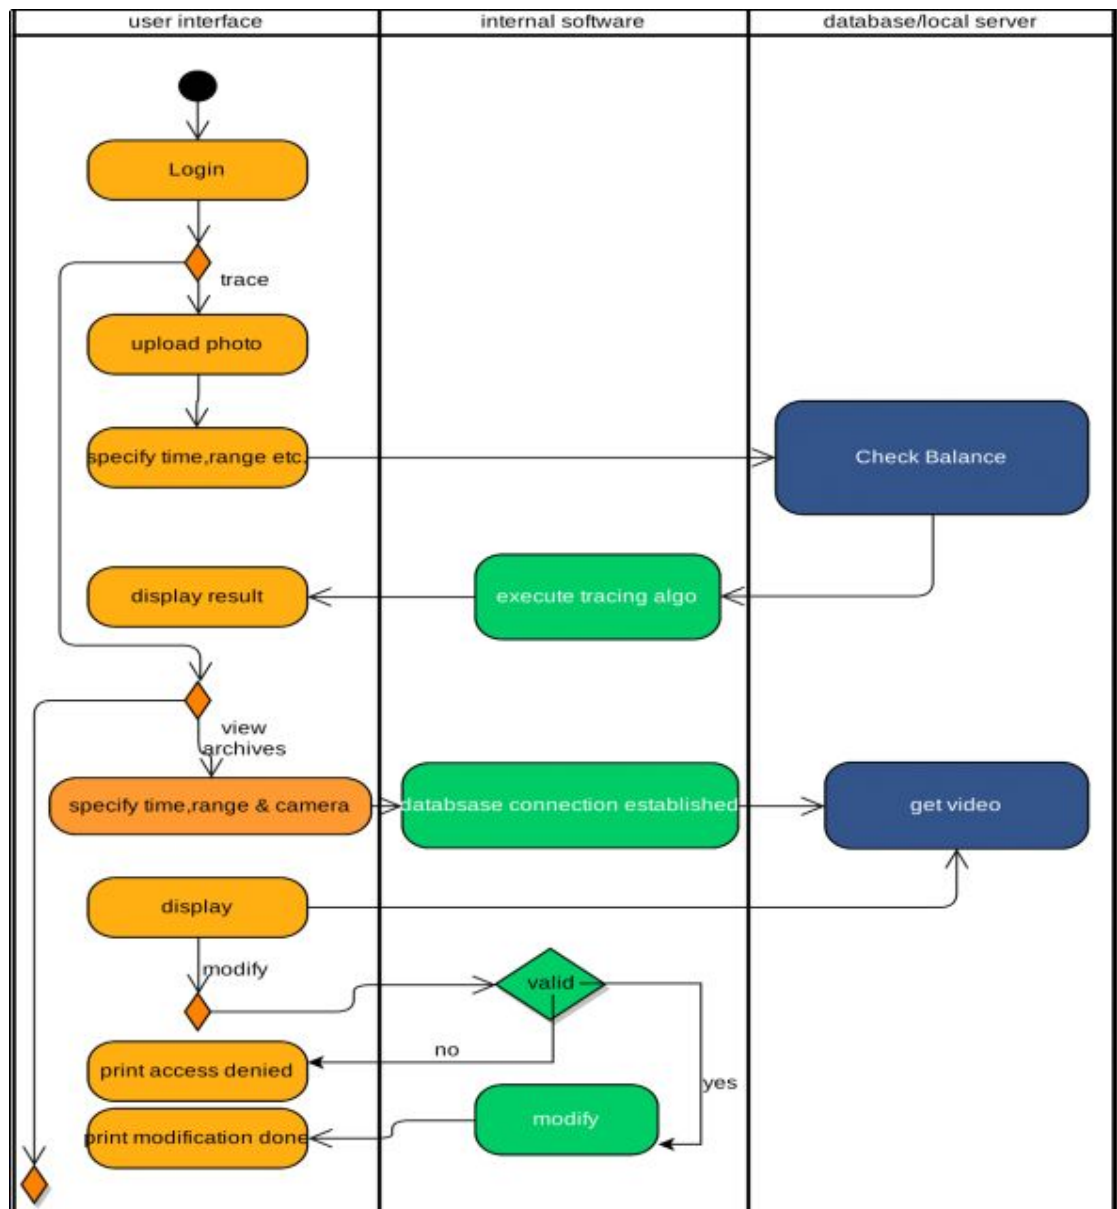 user interface
internal software
database/local server
Login
trace
upload photo
specify time,range etc.
Check Balance
display result
execute tracing algo
view
archives
specify time,range & camera
databsase connection established
get video
display
modify
valid
no
print access denied
yes
modify
print modification done